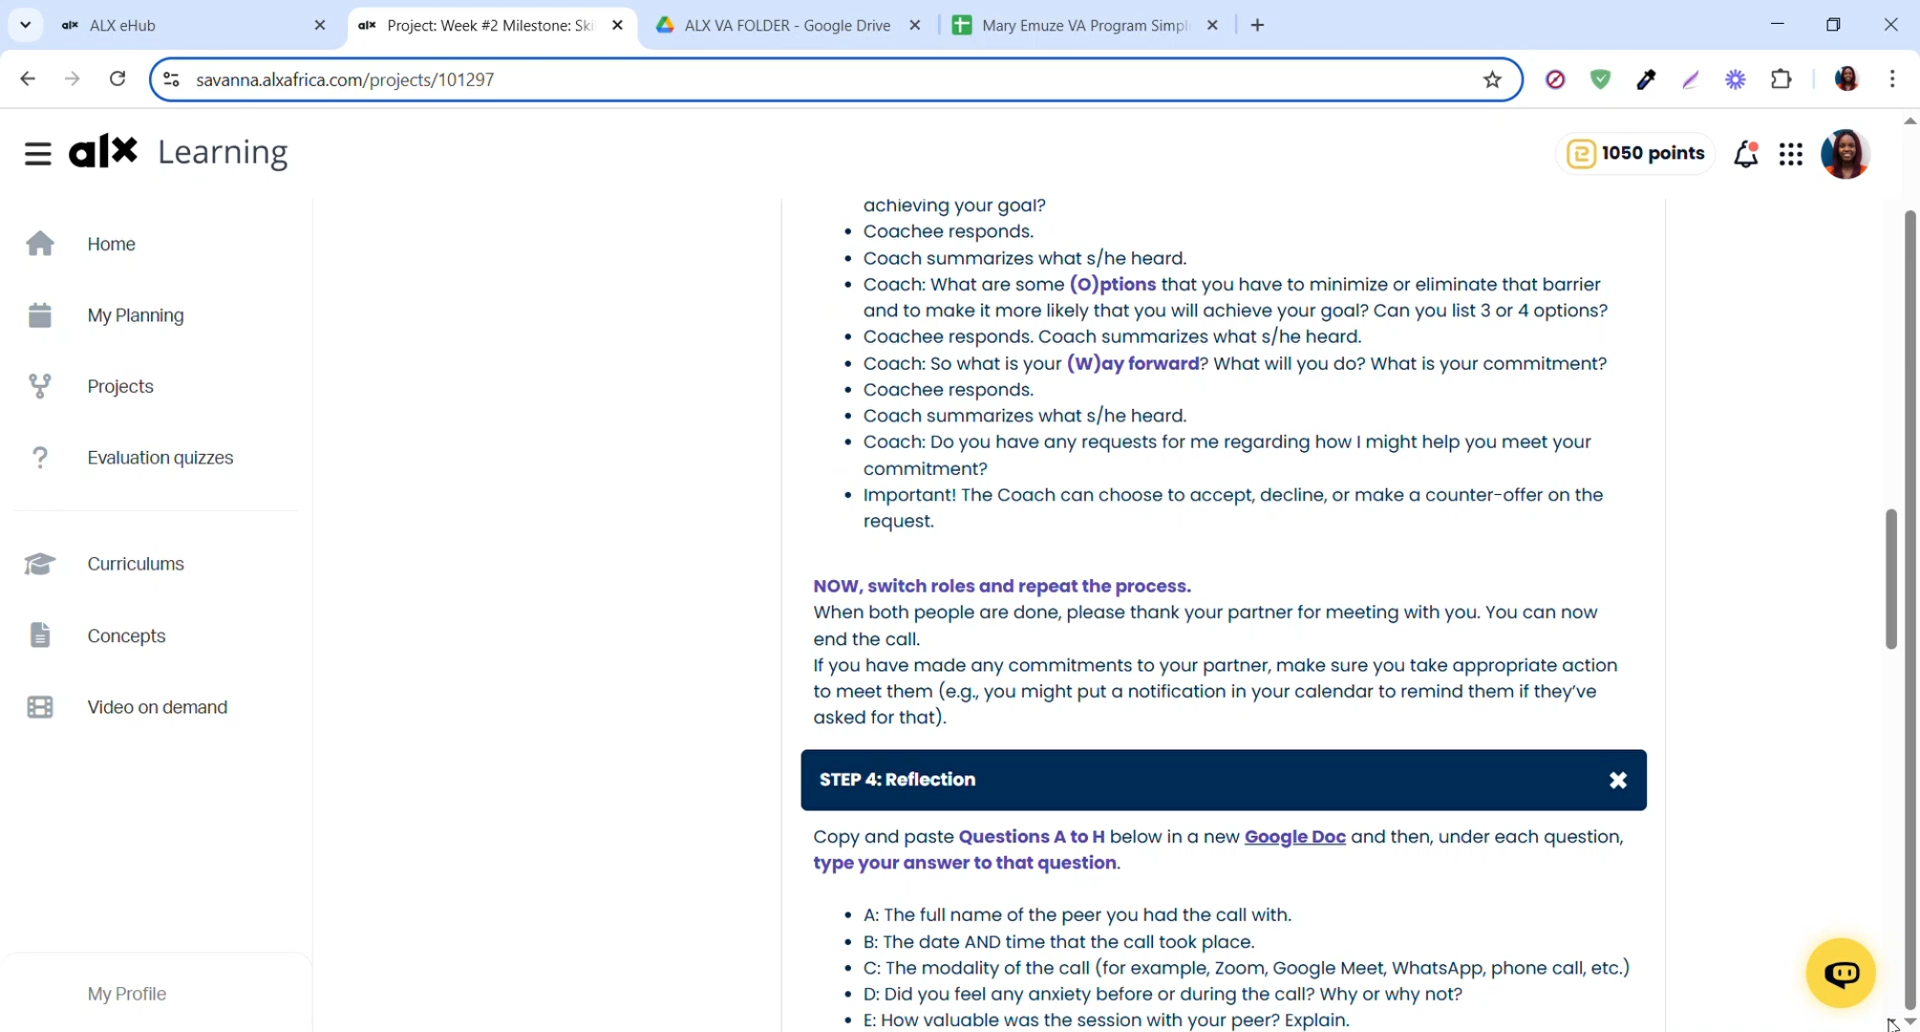 ALX eHub
Project: Week #2 Milestone: Ski
ALX VA FOLDER - Google Drive
Mary Emuze VA Program Simpl
savanna.alxafrica.com/projects/101297
alx Learning
1050 points
Home
My Planning
Projects
Evaluation quizzes
Curriculums
Concepts
Video on demand
My Profile
achieving your goal?
• Coachee responds.
• Coach summarizes what s/he heard.
• Coach: What are some (O)ptions that you have to minimize or eliminate that barrier
and to make it more likely that you will achieve your goal? Can you list 3 or 4 options?
• Coachee responds. Coach summarizes what s/he heard.
• Coach: So what is your (W)ay forward? What will you do? What is your commitment?
• Coachee responds.
• Coach summarizes what s/he heard.
• Coach: Do you have any requests for me regarding how I might help you meet your
commitment?
• Important! The Coach can choose to accept, decline, or make a counter-offer on the
request.
NOW, switch roles and repeat the process.
When both people are done, please thank your partner for meeting with you. You can now
end the call.
If you have made any commitments to your partner, make sure you take appropriate action
to meet them (e.g., you might put a notification in your calendar to remind them if they've
asked for that).
STEP 4: Reflection
Copy and paste Questions A to H below in a new Google Doc and then, under each question,
type your answer to that question.
• A: The full name of the peer you had the call with.
• B: The date AND time that the call took place.
• C: The modality of the call (for example, Zoom, Google Meet, WhatsApp, phone call, etc.)
• D: Did you feel any anxiety before or during the call? Why or why not?
• E: How valuable was the session with your peer? Explain.